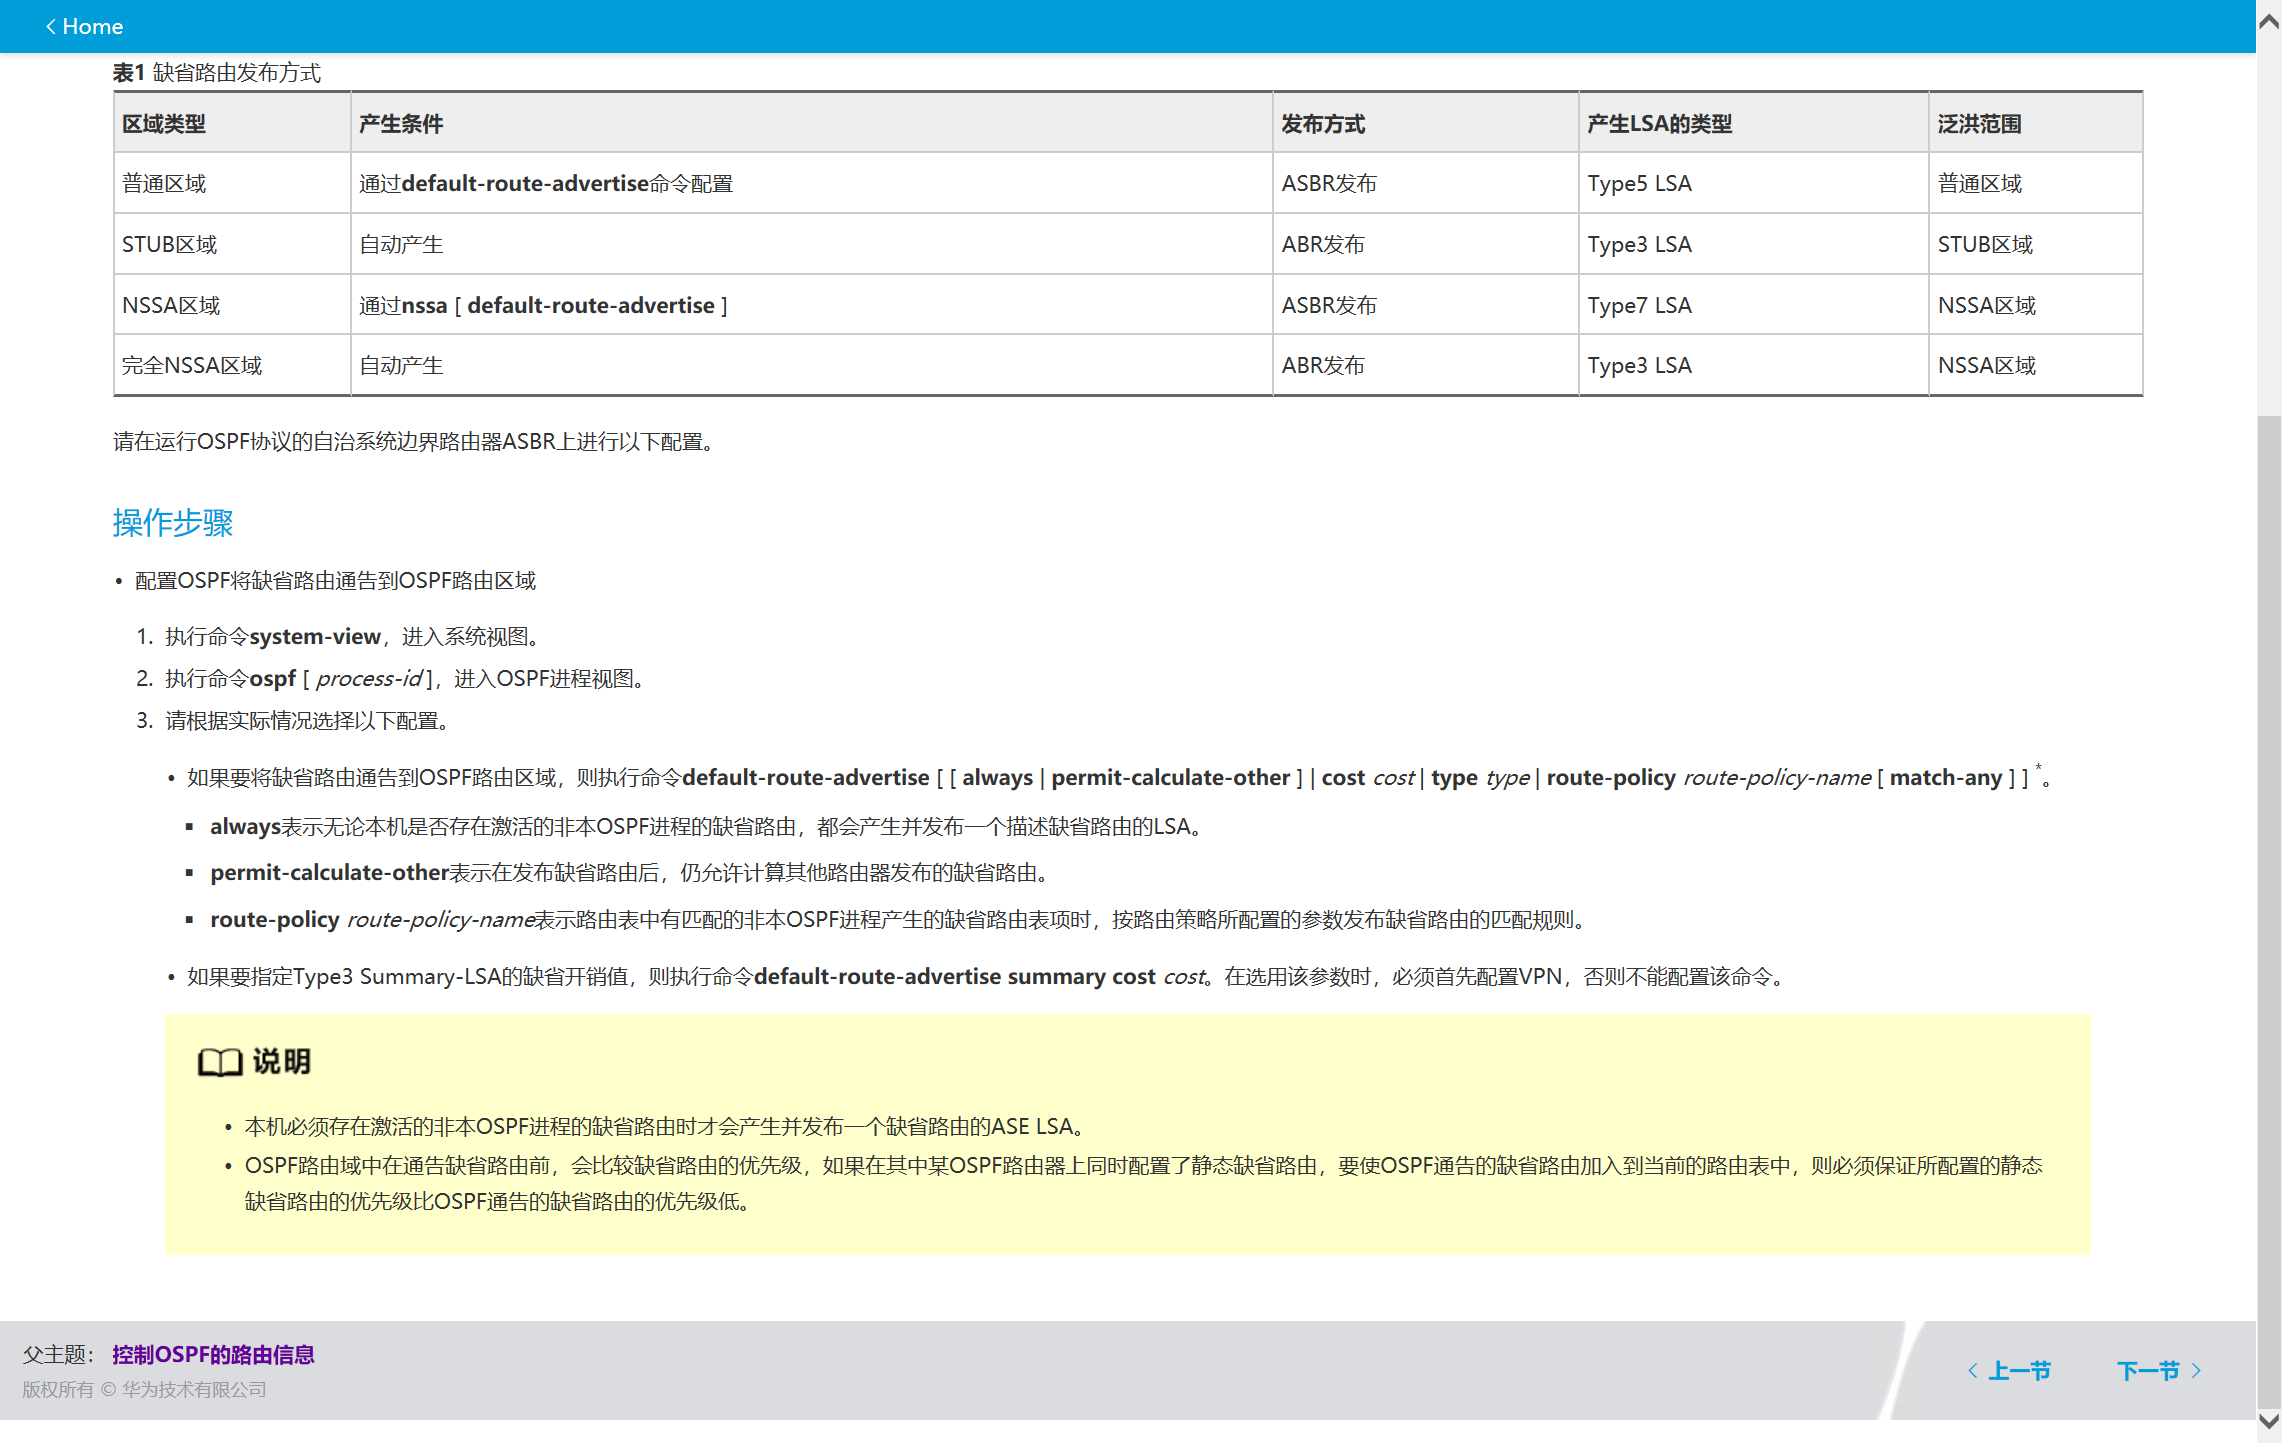 Home
表1 缺省路由发布方式
区域类型 产生条件 发布方式 产生LSA的类型 泛洪范围
普通区域 通过default-route-advertise命令配置 ASBR发布 Type5 LSA 普通区域
STUB区域 自动产生 ABR发布 Type3 LSA STUB区域
NSSA区域 通过nssa [ default-route-advertise ] ASBR发布 Type7 LSA NSSA区域
完全NSSA区域 自动产生 ABR发布 Type3 LSA NSSA区域
请在运行OSPF协议的自治系统边界路由器ASBR上进行以下配置。
操作步骤
• 配置OSPF将缺省路由通告到OSPF路由区域
1. 执行命令system-view，进入系统视图。
2. 执行命令ospf [ process-id ]，进入OSPF进程视图。
3. 请根据实际情况选择以下配置。
• 如果要将缺省路由通告到OSPF路由区域，则执行命令default-route-advertise [ [ always | permit-calculate-other ] | cost cost | type type | route-policy route-policy-name [ match-any ] ] *。
▪ always表示无论本机是否存在激活的非本OSPF进程的缺省路由，都会产生并发布一个描述缺省路由的LSA。
▪ permit-calculate-other表示在发布缺省路由后，仍允许计算其他路由器发布的缺省路由。
▪ route-policy route-policy-name表示路由表中有匹配的非本OSPF进程产生的缺省路由表项时，按路由策略所配置的参数发布缺省路由的匹配规则。
• 如果要指定Type3 Summary-LSA的缺省开销值，则执行命令default-route-advertise summary cost cost。在选用该参数时，必须首先配置VPN，否则不能配置该命令。
说明
• 本机必须存在激活的非本OSPF进程的缺省路由时才会产生并发布一个缺省路由的ASE LSA。
• OSPF路由域中在通告缺省路由前，会比较缺省路由的优先级，如果在其中某OSPF路由器上同时配置了静态缺省路由，要使OSPF通告的缺省路由加入到当前的路由表中，则必须保证所配置的静态
缺省路由的优先级比OSPF通告的缺省路由的优先级低。
父主题： 控制OSPF的路由信息
版权所有 © 华为技术有限公司
上一节 下一节